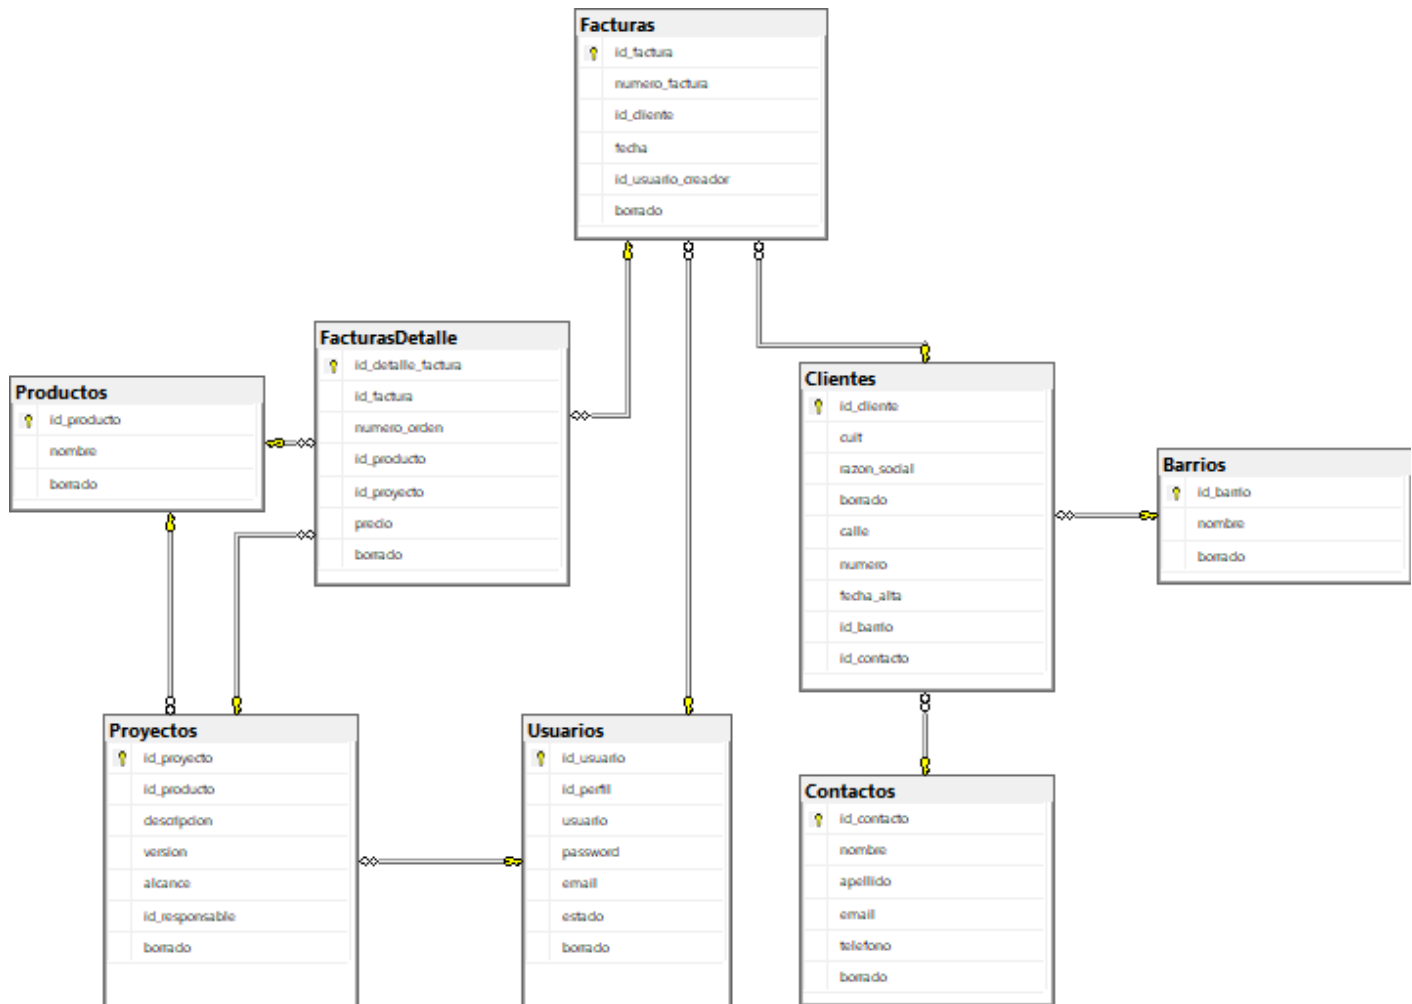 Facturas
id_factura
numero_factura
id_cliente
fecha
id_usuario_creador
borrado
FacturasDetalle
id_detalle_factura
id_factura
numero_orden
id_producto
id_proyecto
precio
borrado
Productos
id_producto
nombre
borrado
Clientes
id_cliente
cuit
razon_social
borrado
calle
numero
fecha_alta
id_barrio
id_contacto
Barrios
id_barrio
nombre
borrado
Proyectos
id_proyecto
id_producto
descripcion
version
alcance
id_responsable
borrado
Usuarios
id_usuario
id_perfil
usuario
password
email
estado
borrado
Contactos
id_contacto
nombre
apellido
email
telefono
borrado